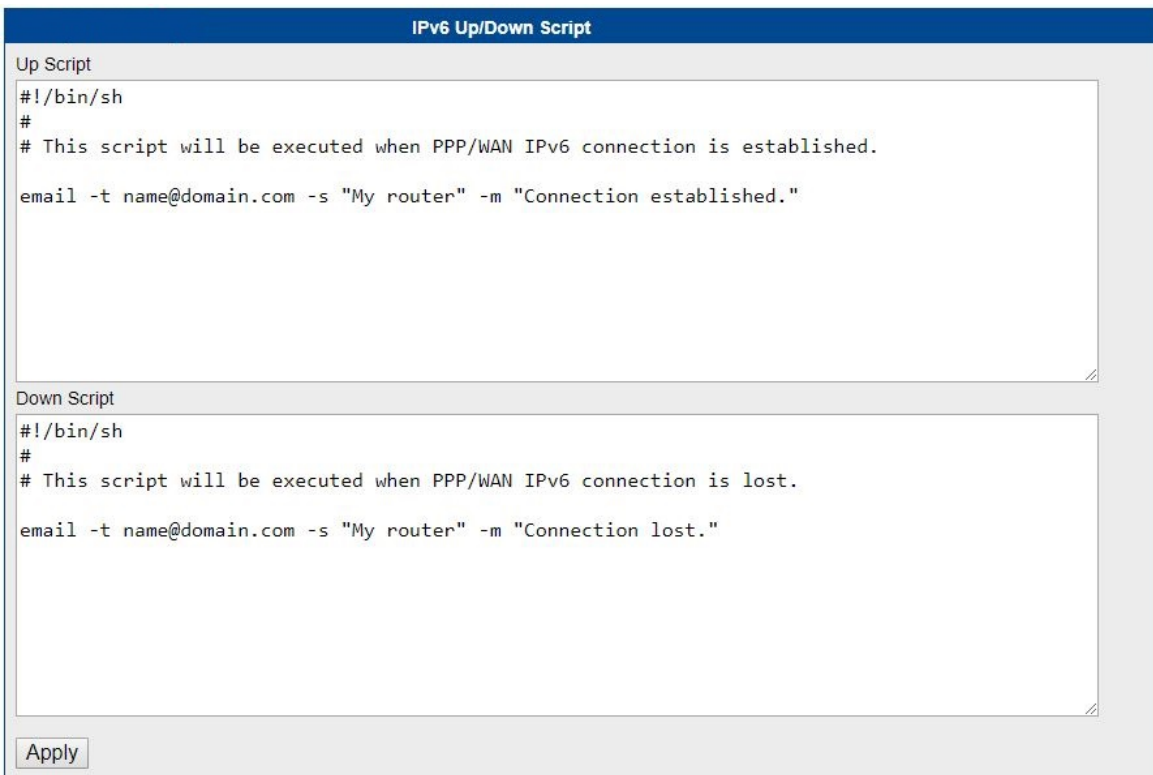 IPv6 Up/Down Script
Up Script
#!/bin/sh
#
# This script will be executed when PPP/WAN IPv6 connection is established.
email -t name@domain.com -s "My router" -m "Connection established."
Down Script
#!/bin/sh
#
# This script will be executed when PPP/WAN IPv6 connection is lost.
email -t name@domain.com -s "My router" -m "Connection lost."
Apply